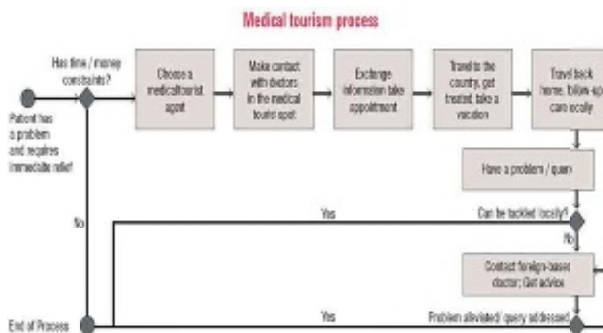 Medical tourism process
Has time / money
constraints?
Patient has
a problem
and requires
immediate relief
Choose a
medical tourist
agent
Make contact
with doctors
in the medical
tourist spot
Exchange
information take
appointment
Travel to the
country, get
treated take a
vacation
Travel back
home, follow-up
care locally
Have a problem / query
Can be tackled locally?
Yes
No
No
Contact foreign-based
doctor; Get advice
End of Process
Yes
Problem alleviated/ query addressed